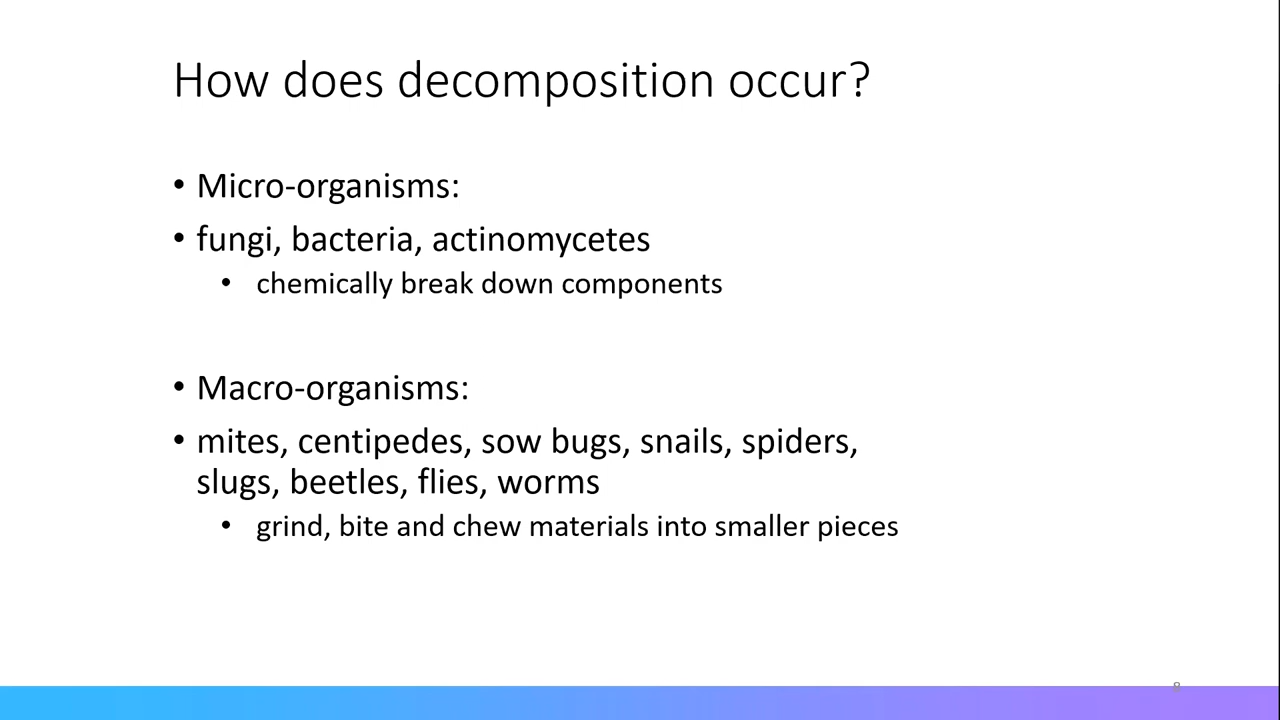 How does decomposition occur?
• Micro-organisms:
• fungi, bacteria, actinomycetes
• chemically break down components
• Macro-organisms:
• mites, centipedes, sow bugs, snails, spiders,
slugs, beetles, flies, worms
• grind, bite and chew materials into smaller pieces
8